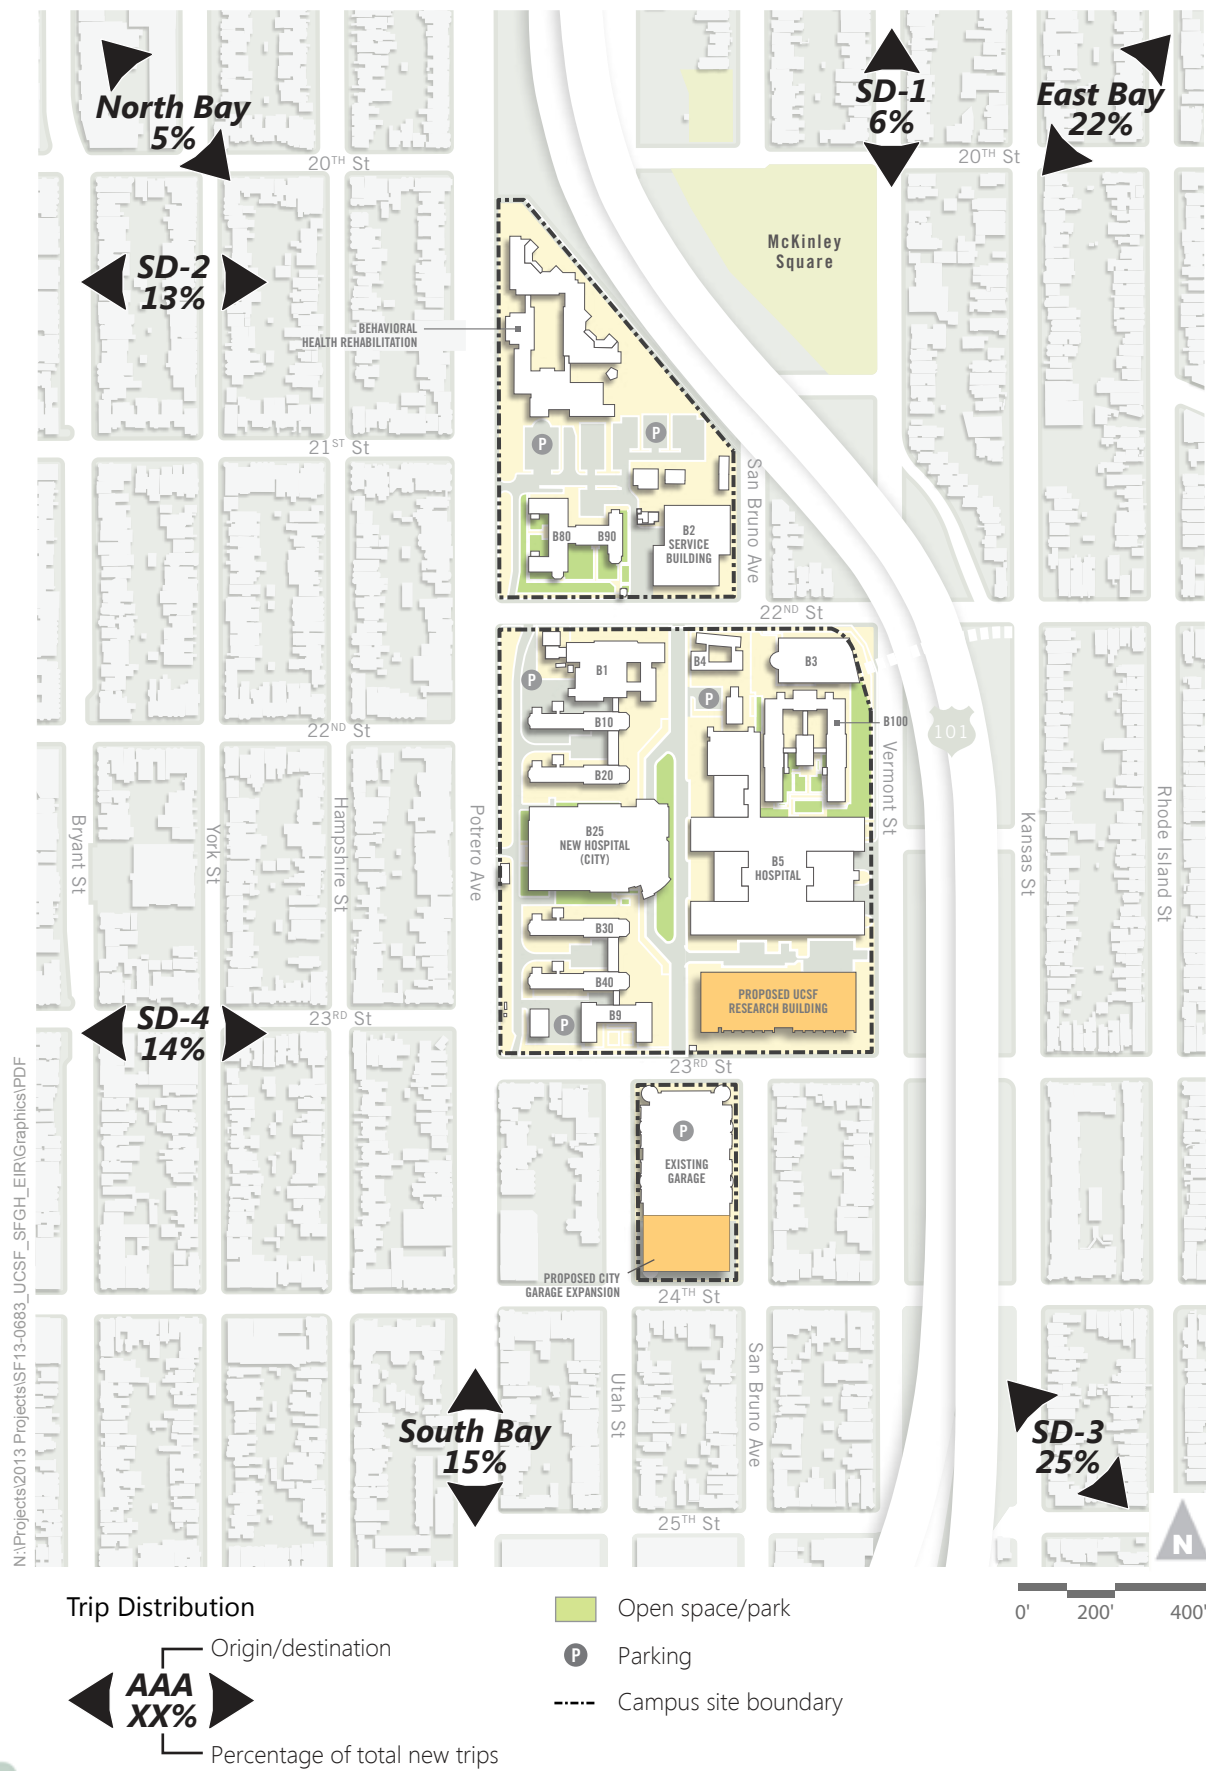 North Bay
5%
SD-1
6%
East Bay
22%
20TH St
20TH St
McKinley
Square
SD-2
13%
BEHAVIORAL
HEALTH REHABILITATION
21ST St
P
P
San Bruno Ave
B80
B90
B2
SERVICE
BUILDING
22ND St
B1
B4
B3
P
P
B10
B100
101
22ND St
B20
Vermont St
Bryant St
York St
Hampshire St
Potrero Ave
B25
NEW HOSPITAL
(CITY)
B5
HOSPITAL
Kansas St
Rhode Island St
B30
B40
PROPOSED UCSF
RESEARCH BUILDING
SD-4
14%
23RD St
B9
P
23RD St
P
EXISTING
GARAGE
PROPOSED CITY
GARAGE EXPANSION
24TH St
Utah St
San Bruno Ave
South Bay
15%
SD-3
25%
25TH St
N
N:\Projects\2013 Projects\SF13-0683_UCSF_SFGH_EIR\Graphics\PDF
Trip Distribution
Origin/destination
AAA
XX%
Percentage of total new trips
Open space/park
P Parking
Campus site boundary
0' 200' 400'